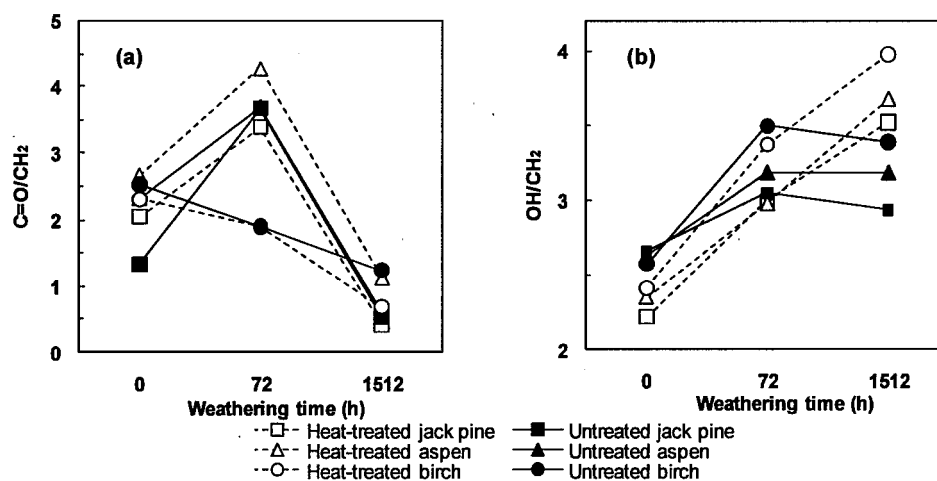 (a)
C=O/CH2
5
4
3
2
1
0
0 72 1512
Weathering time (h)
(b)
OH/CH2
4
3
2
0 72 1512
Weathering time (h)
Heat-treated jack pine
Untreated jack pine
Heat-treated aspen
Untreated aspen
Heat-treated birch
Untreated birch